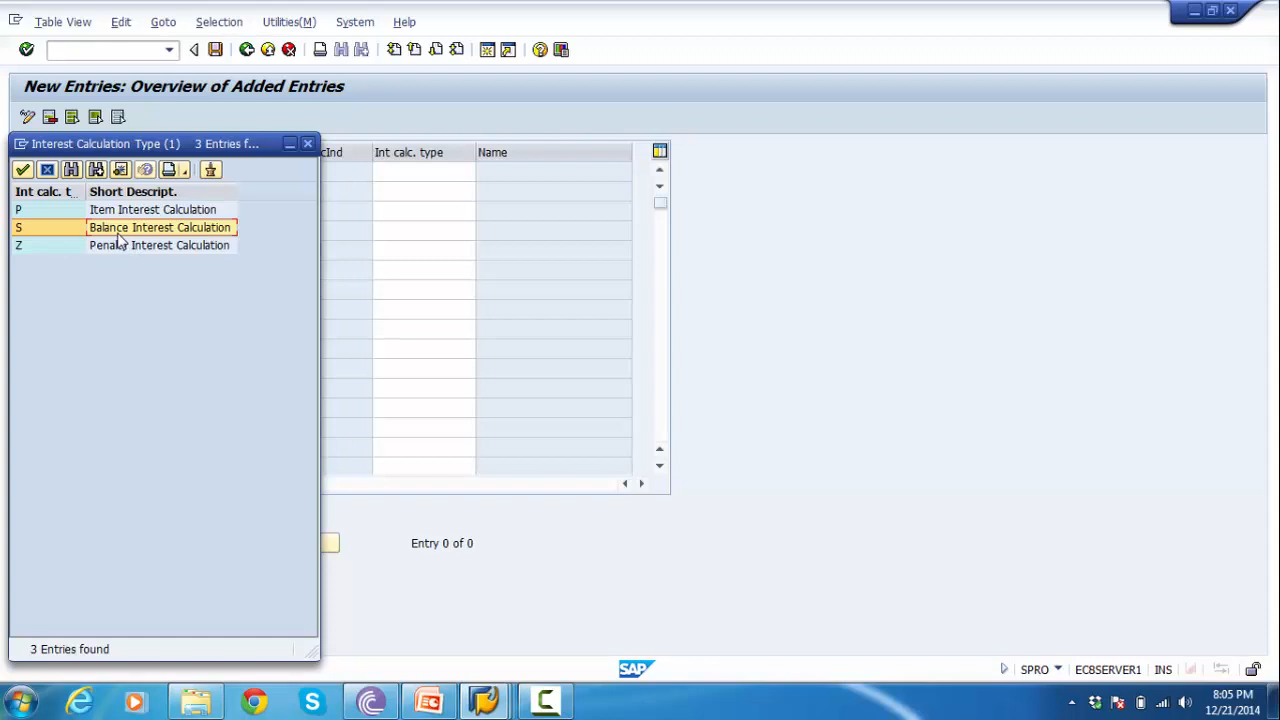 Table View Edit Goto Selection Utilities(M) System Help
New Entries: Overview of Added Entries
Interest Calculation Type (1) 3 Entries f...
cInd Int calc. type Name
Int calc. t... Short Descript.
P Item Interest Calculation
S Balance Interest Calculation
Z Penalty Interest Calculation
Entry 0 of 0
3 Entries found
SAP SPRO EC8SERVER1 INS
8:05 PM
12/21/2014